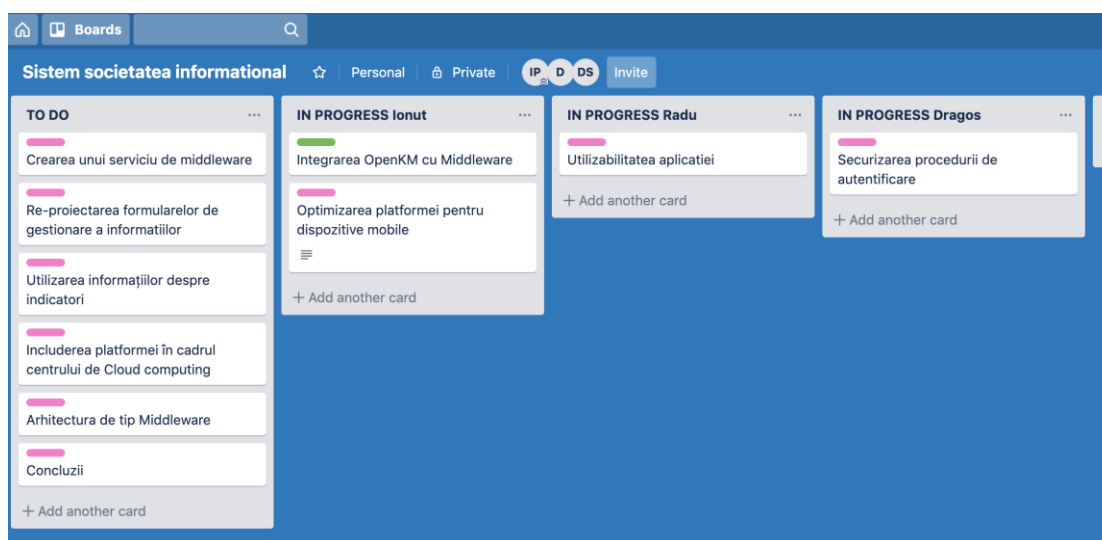 Boards
Sistem societatea informational
Personal
Private
IP
D
DS
Invite
TO DO
Crearea unui serviciu de middleware
Re-proiectarea formularelor de
gestionare a informatiilor
Utilizarea informațiilor despre
indicatori
Includerea platformei în cadrul
centrului de Cloud computing
Arhitectura de tip Middleware
Concluzii
+ Add another card
IN PROGRESS Ionut
Integrarea OpenKM cu Middleware
Optimizarea platformei pentru
dispozitive mobile
+ Add another card
IN PROGRESS Radu
Utilizabilitatea aplicatiei
+ Add another card
IN PROGRESS Dragos
Securizarea procedurii de
autentificare
+ Add another card